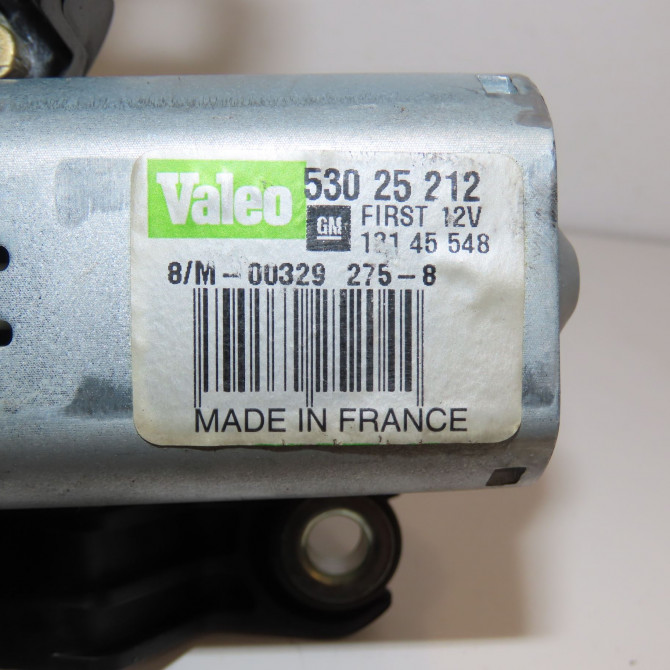 Valeo 530 25 212
GM FIRST 12V
131 45 548
8/M-00329 275-8
MADE IN FRANCE